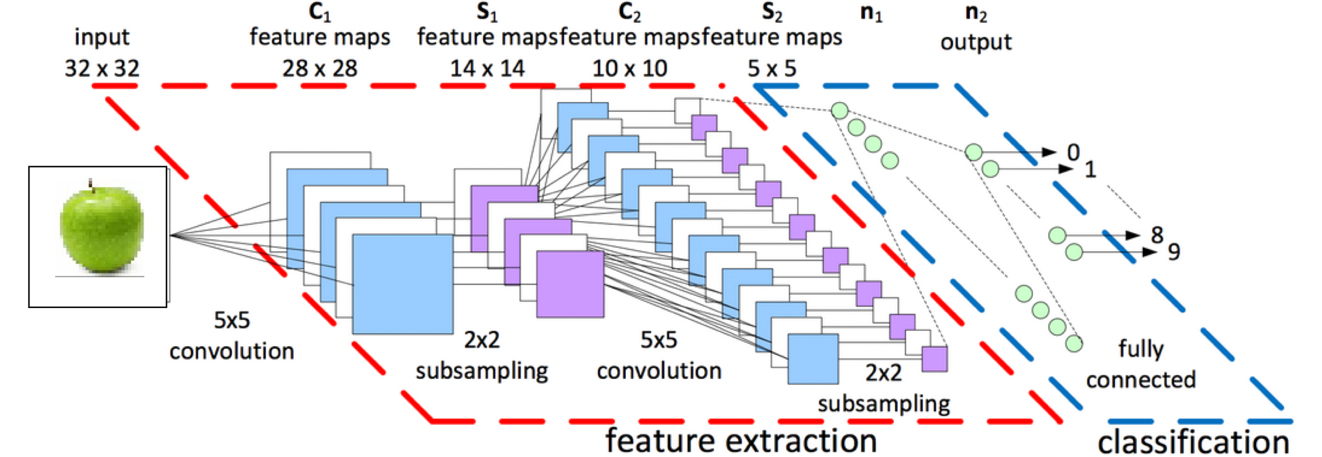 C₁ S₁ C₂ S₂ n₁ n₂
input feature maps feature maps feature maps feature maps output
32 x 32 28 x 28 14 x 14 10 x 10 5 x 5
0
1
8
9
5x5
convolution
2x2
subsampling
5x5
convolution
2x2
subsampling
fully
connected
feature extraction
classification